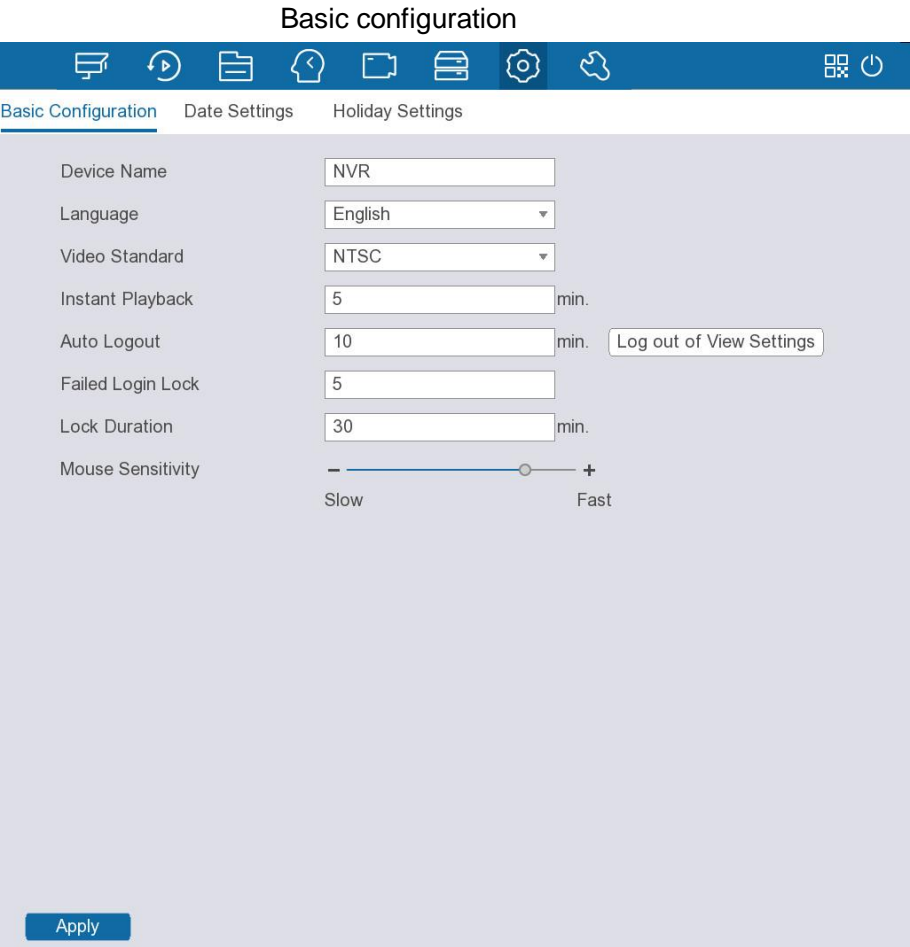 Basic configuration
Basic Configuration Date Settings Holiday Settings
Device Name NVR
Language English
Video Standard NTSC
Instant Playback 5 min.
Auto Logout 10 min. Log out of View Settings
Failed Login Lock 5
Lock Duration 30 min.
Mouse Sensitivity − +
Slow Fast
Apply